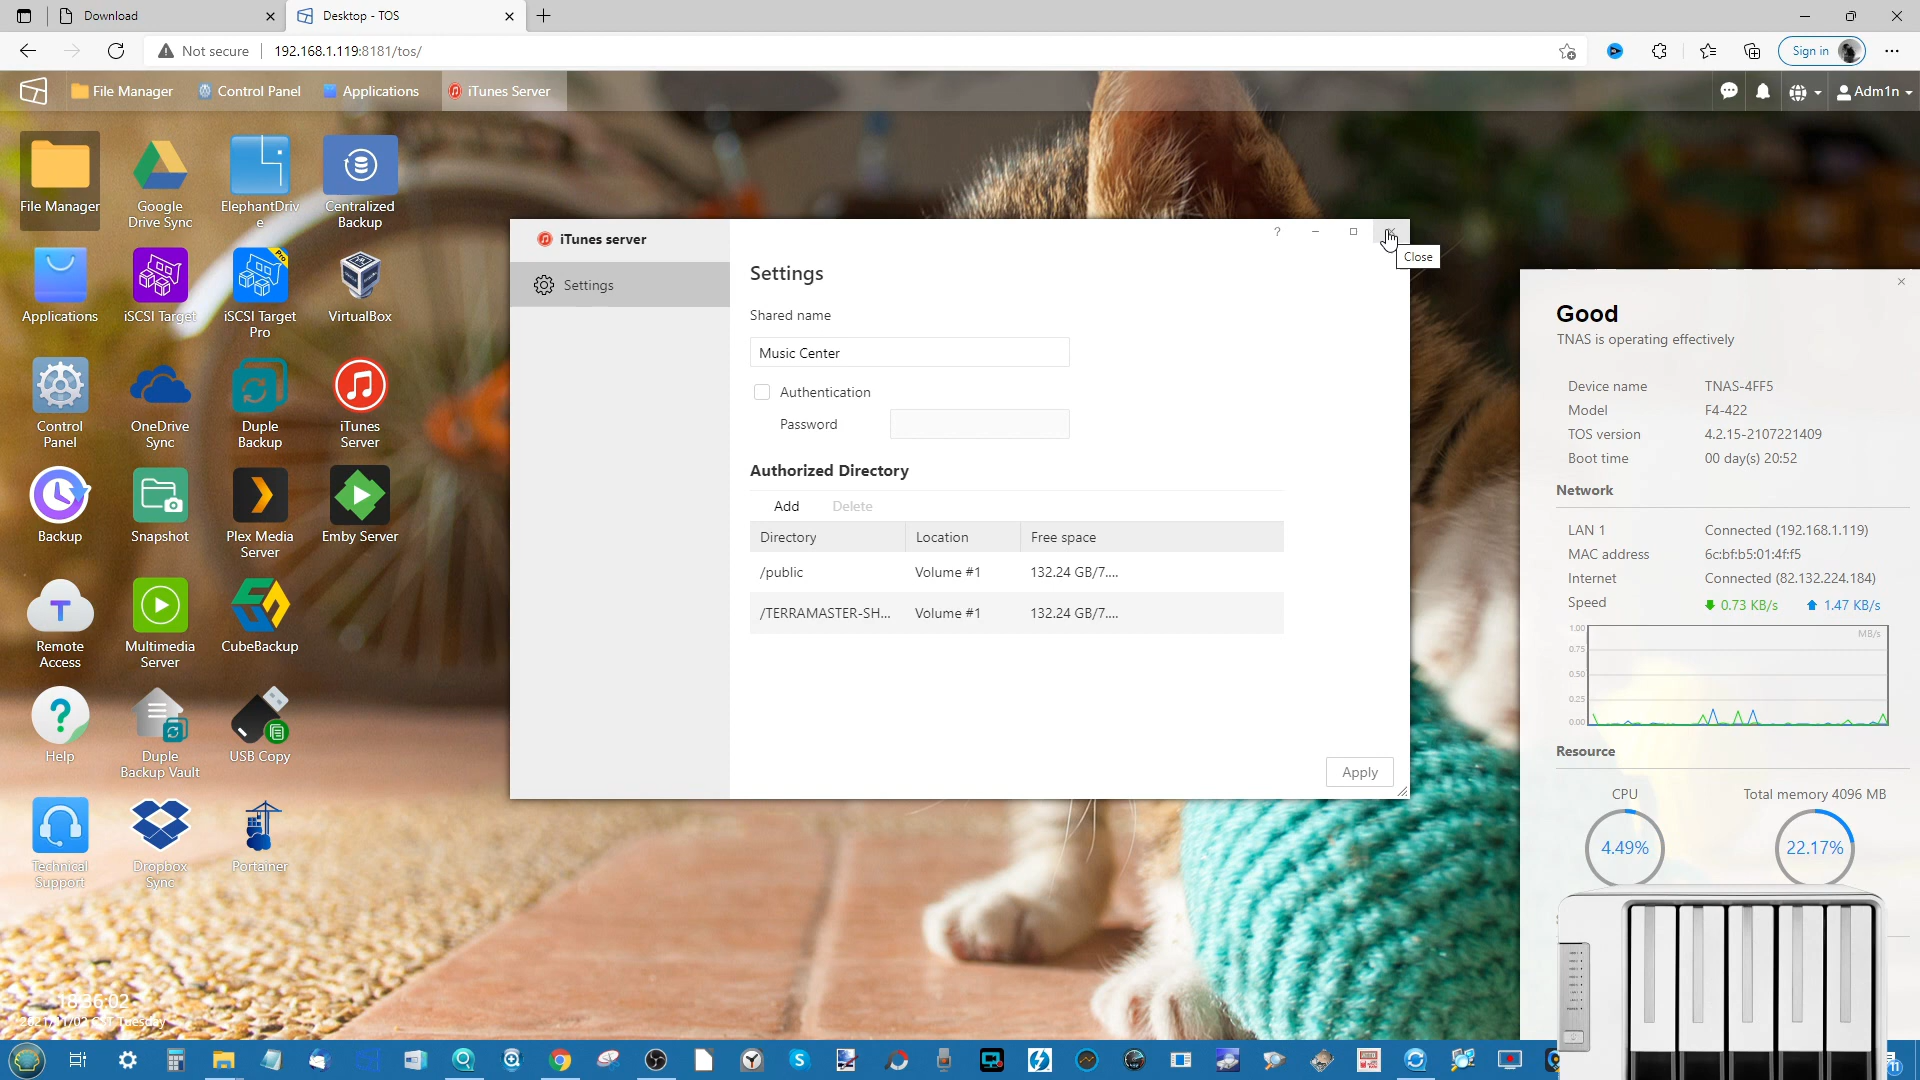 Download
Desktop - TOS
Not secure
192.168.1.119:8181/tos/
Sign in
File Manager
Control Panel
Applications
iTunes Server
Adm1n
File Manager
Google
Drive Sync
ElephantDriv
e
Centralized
Backup
Applications
iSCSI Target
iSCSI Target
Pro
VirtualBox
Control
Panel
OneDrive
Sync
Duple
Backup
iTunes
Server
Backup
Snapshot
Plex Media
Server
Emby Server
Remote
Access
Multimedia
Server
CubeBackup
Help
Duple
Backup Vault
USB Copy
Technical
Support
Dropbox
Sync
Portainer
iTunes server
Settings
Settings
Close
Shared name
Music Center
Authentication
Password
Authorized Directory
Add Delete
Directory Location Free space
/public Volume #1 132.24 GB/7....
/TERRAMASTER-SH... Volume #1 132.24 GB/7....
Apply
Good
TNAS is operating effectively
Device name TNAS-4FF5
Model F4-422
TOS version 4.2.15-2107221409
Boot time 00 day(s) 20:52
Network
LAN 1 Connected (192.168.1.119)
MAC address 6c:bf:b5:01:4f:f5
Internet Connected (82.132.224.184)
Speed 0.73 KB/s 1.47 KB/s
MB/s
1.00
0.75
0.50
0.25
0.00
Resource
CPU Total memory 4096 MB
4.49% 22.17%
Tuesday
11